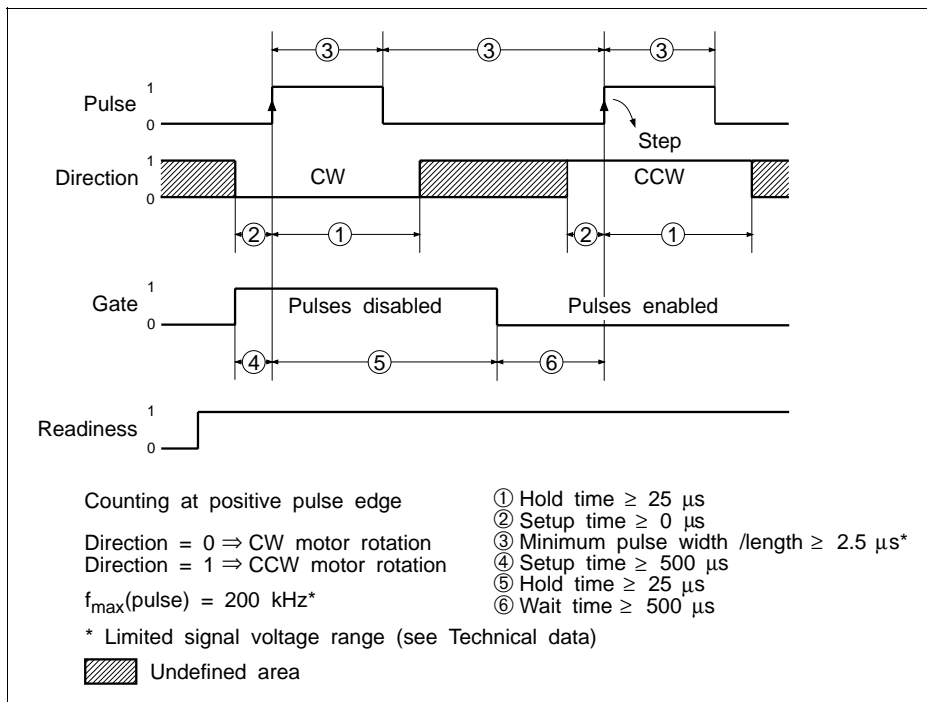 ③ ③ ③
Pulse 1
0
Step
Direction 1
0
CW CCW
② ① ② ①
Gate 1
0
Pulses disabled Pulses enabled
④ ⑤ ⑥
Readiness 1
0
Counting at positive pulse edge
Direction = 0 ⇒ CW motor rotation
Direction = 1 ⇒ CCW motor rotation
fmax(pulse) = 200 kHz*
* Limited signal voltage range (see Technical data)
Undefined area
① Hold time ≥ 25 µs
② Setup time ≥ 0 µs
③ Minimum pulse width /length ≥ 2.5 µs*
④ Setup time ≥ 500 µs
⑤ Hold time ≥ 25 µs
⑥ Wait time ≥ 500 µs